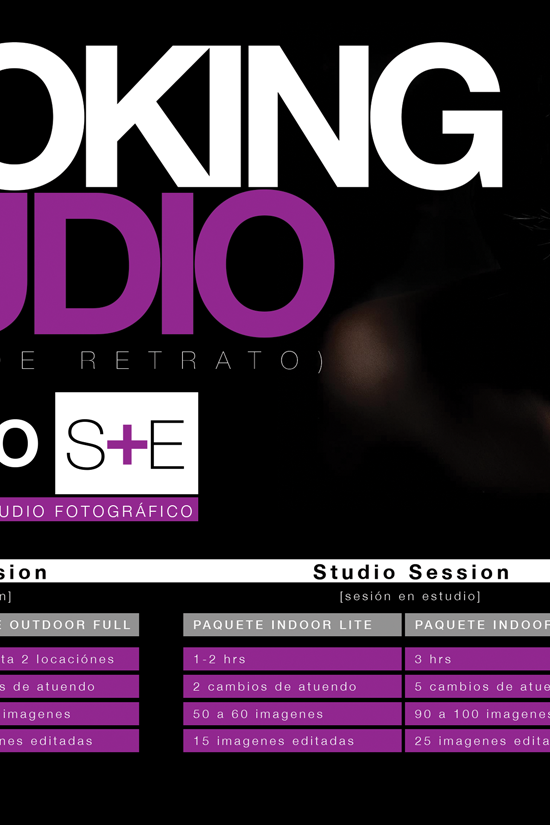 OKING
UDIO
DE RETRATO)
O S+E
UDIO FOTOGRÁFICO
sion
n]
E OUTDOOR FULL
ta 2 locaciónes
s de atuendo
imagenes
nes editadas
Studio Session
[sesión en estudio]
PAQUETE INDOOR LITE
1-2 hrs
2 cambios de atuendo
50 a 60 imagenes
15 imagenes editadas
PAQUETE INDOOR
3 hrs
5 cambios de atue
90 a 100 imagenes
25 imagenes edita